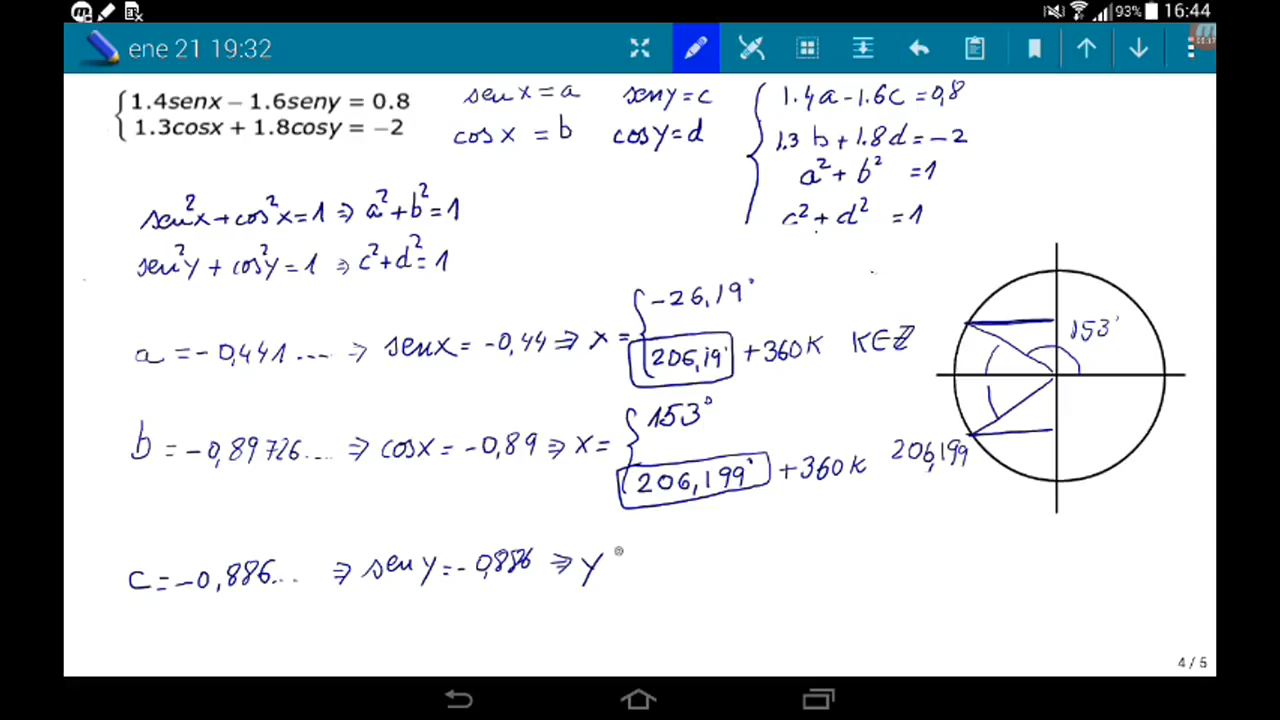 93% 16:44
ene 21 19:32
1.4senx − 1.6seny = 0.8
1.3cosx + 1.8cosy = −2
sen x = a seny = c
cos x = b cosy = d
1.4a - 1.6c = 0,8
1.3 b + 1.8d = -2
a² + b² = 1
c² + d² = 1
sen²x + cos²x = 1 ⇒ a² + b² = 1
sen²y + cos²y = 1 ⇒ c² + d² = 1
a = -0,441.... ⇒ senx = -0,44 ⇒ x = { -26,19°
206,19° + 360K K∈ℤ
153°
b = -0,89726.... ⇒ cosx = -0,89 ⇒ x = { 153°
206,199° + 360K
206,199
c = -0,886... ⇒ sen y = -0,886 ⇒ y
4 / 5